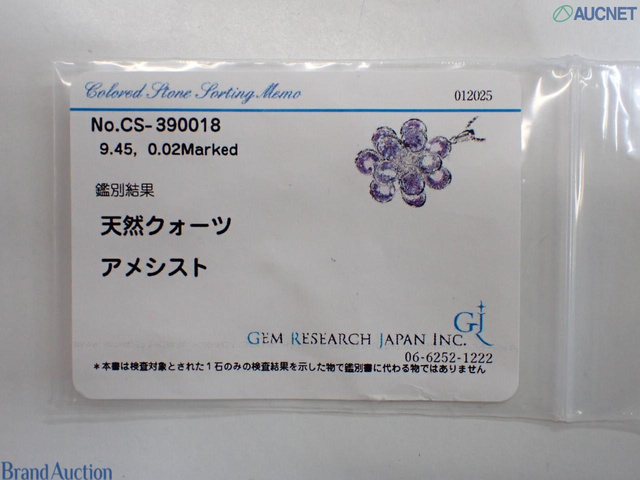 AUCNET
Colored Stone Sorting Memo
012025
No.CS-390018
9.45, 0.02Marked
鑑別結果
天然クォーツ
アメシスト
GJ
GEM RESEARCH JAPAN INC.
06-6252-1222
*本書は検査対象とされた1石のみの検査結果を示した物で鑑別書に代わる物ではありません
Brand Auction